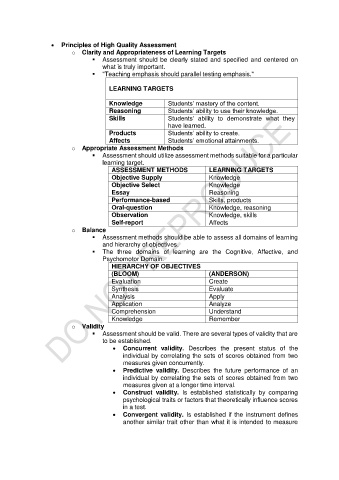 • Principles of High Quality Assessment
o Clarity and Appropriateness of Learning Targets
▪ Assessment should be clearly stated and specified and centered on
what is truly important.
▪ "Teaching emphasis should parallel testing emphasis."
LEARNING TARGETS
Knowledge Students' mastery of the content.
Reasoning Students' ability to use their knowledge.
Skills Students' ability to demonstrate what they
have learned.
Products Students' ability to create.
Affects Students' emotional attainments.
o Appropriate Assessment Methods
▪ Assessment should utilize assessment methods suitable for a particular
learning target.
ASSESSMENT METHODS LEARNING TARGETS
Objective Supply Knowledge
Objective Select Knowledge
Essay Reasoning
Performance-based Skills, products
Oral-question Knowledge, reasoning
Observation Knowledge, skills
Self-report Affects
o Balance
▪ Assessment methods should be able to assess all domains of learning
and hierarchy of objectives.
▪ The three domains of learning are the Cognitive, Affective, and
Psychomotor Domain.
HIERARCHY OF OBJECTIVES
(BLOOM) (ANDERSON)
Evaluation Create
Synthesis Evaluate
Analysis Apply
Application Analyze
Comprehension Understand
Knowledge Remember
o Validity
▪ Assessment should be valid. There are several types of validity that are
to be established.
• Concurrent validity. Describes the present status of the
individual by correlating the sets of scores obtained from two
measures given concurrently.
• Predictive validity. Describes the future performance of an
individual by correlating the sets of scores obtained from two
measures given at a longer time interval.
• Construct validity. Is established statistically by comparing
psychological traits or factors that theoretically influence scores
in a test.
• Convergent validity. Is established if the instrument defines
another similar trait other than what it is intended to measure
DO NOT REPRODUCE